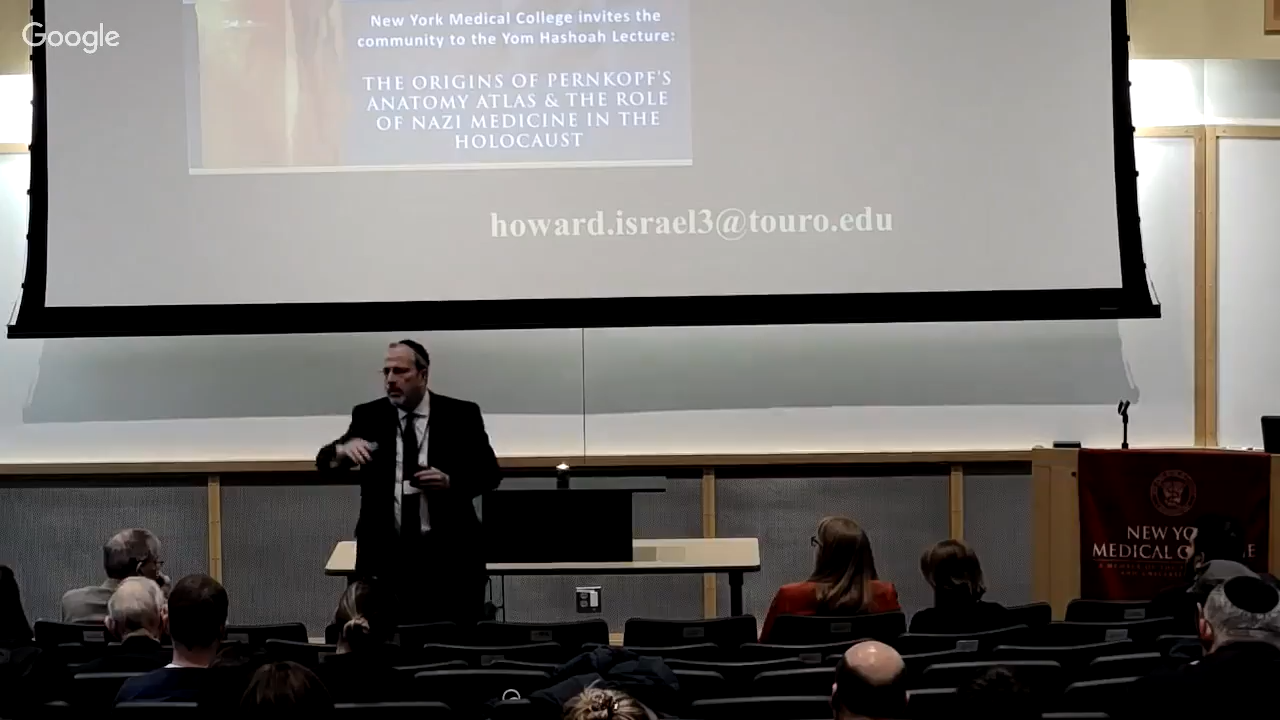 Google
New York Medical College invites the
community to the Yom Hashoah Lecture:
THE ORIGINS OF PERNKOPF'S
ANATOMY ATLAS & THE ROLE
OF NAZI MEDICINE IN THE
HOLOCAUST
howard.israel3@touro.edu
NEW YO
MEDICAL C E